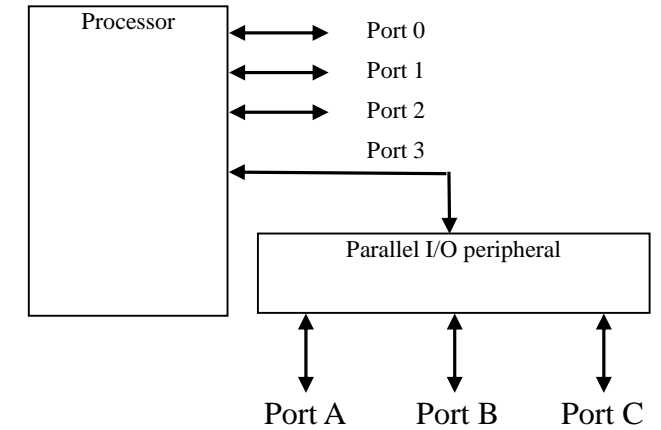 Processor
Port 0
Port 1
Port 2
Port 3
Parallel I/O peripheral
Port A
Port B
Port C